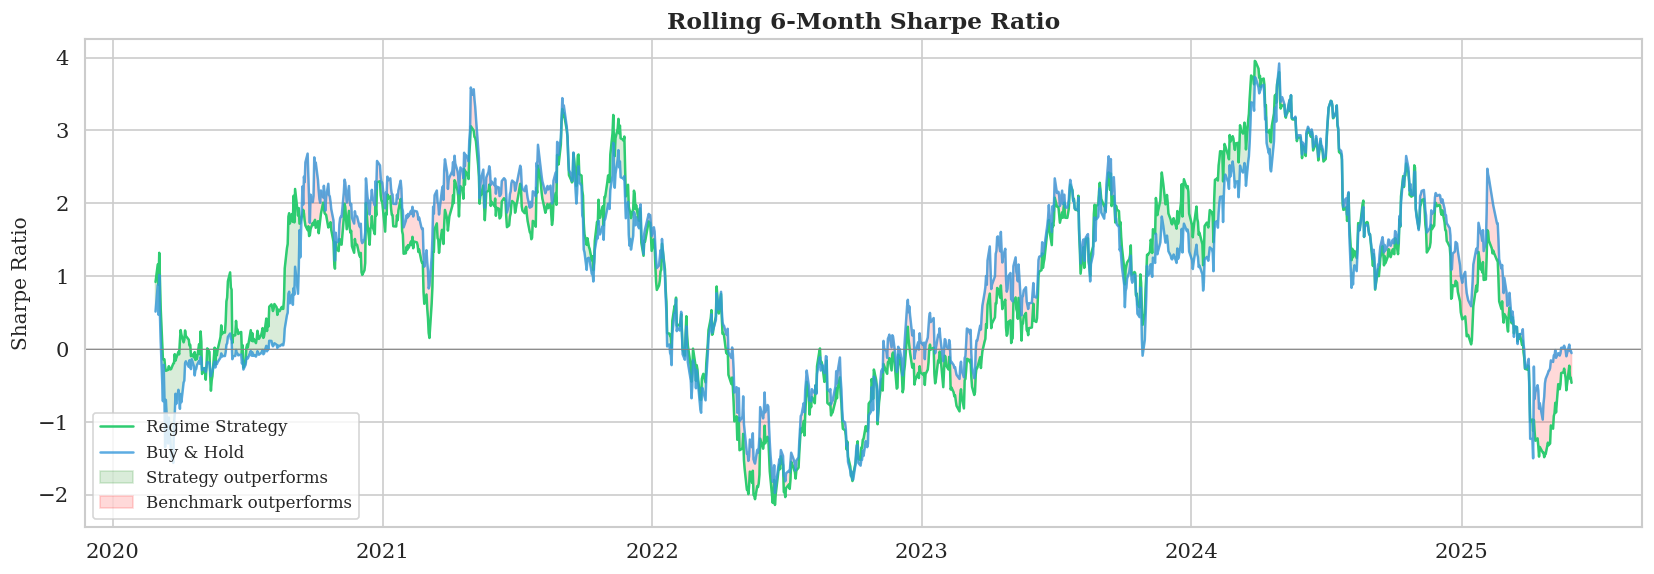 Rolling 6-Month Sharpe Ratio
Sharpe Ratio
4
3
2
1
0
−1
−2
Regime Strategy
Buy & Hold
Strategy outperforms
Benchmark outperforms
2020 2021 2022 2023 2024 2025